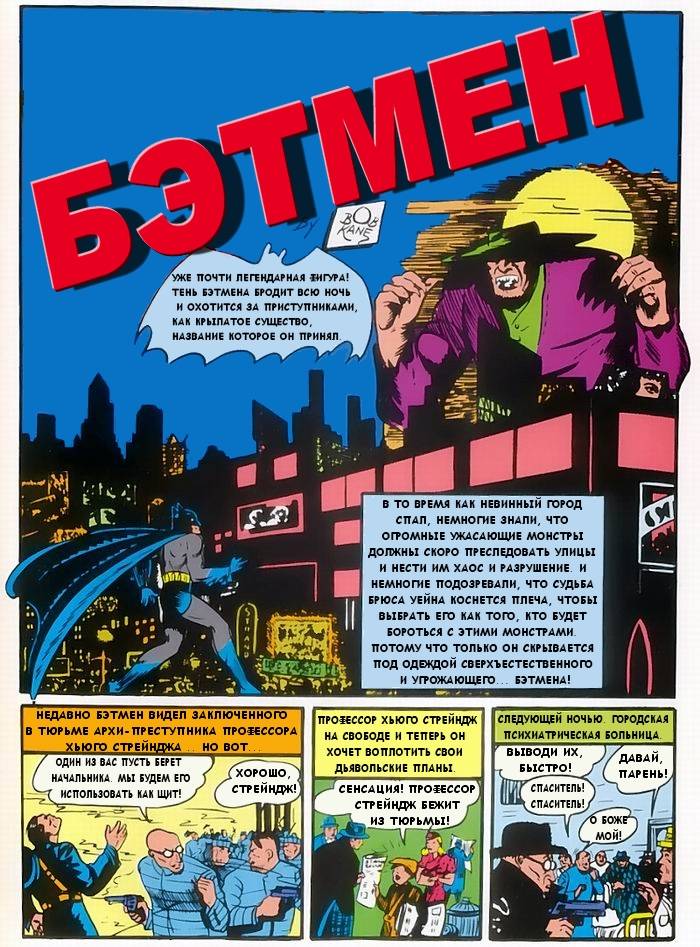 БЭТМЕН
BY
BOB
KANE
УЖЕ ПОЧТИ ЛЕГЕНДАРНАЯ ФИГУРА!
ТЕНЬ БЭТМЕНА БРОДИТ ВСЮ НОЧЬ
И ОХОТИТСЯ ЗА ПРИСТУПНИКАМИ,
КАК КРЫЛАТОЕ СУЩЕСТВО,
НАЗВАНИЕ КОТОРОЕ ОН ПРИНЯЛ.
В ТО ВРЕМЯ КАК НЕВИННЫЙ ГОРОД
СПАЛ, НЕМНОГИЕ ЗНАЛИ, ЧТО
ОГРОМНЫЕ УЖАСАЮЩИЕ МОНСТРЫ
ДОЛЖНЫ СКОРО ПРЕСЛЕДОВАТЬ УЛИЦЫ
И НЕСТИ ИМ ХАОС И РАЗРУШЕНИЕ. И
НЕМНОГИЕ ПОДОЗРЕВАЛИ, ЧТО СУДЬБА
БРЮСА УЕЙНА КОСНЕТСЯ ПЛЕЧА, ЧТОБЫ
ВЫБРАТЬ ЕГО КАК ТОГО, КТО БУДЕТ
БОРОТЬСЯ С ЭТИМИ МОНСТРАМИ.
ПОТОМУ ЧТО ТОЛЬКО ОН СКРЫВАЕТСЯ
ПОД ОДЕЖДОЙ СВЕРХЪЕСТЕСТВЕННОГО
И УГРОЖАЮЩЕГО... БЭТМЕНА!
STRAND
НЕДАВНО БЭТМЕН ВИДЕЛ ЗАКЛЮЧЕННОГО
В ТЮРЬМЕ АРХИ-ПРЕСТУПНИКА ПРОФЕССОРА
ХЬЮГО СТРЕЙНДЖА... НО ВОТ...
ОДИН ИЗ ВАС ПУСТЬ БЕРЕТ
НАЧАЛЬНИКА. МЫ БУДЕМ ЕГО
ИСПОЛЬЗОВАТЬ КАК ЩИТ!
ХОРОШО,
СТРЕЙНДЖ!
ПРОФЕССОР ХЬЮГО СТРЕЙНДЖ
НА СВОБОДЕ И ТЕПЕРЬ ОН
ХОЧЕТ ВОПЛОТИТЬ СВОИ
ДЬЯВОЛЬСКИЕ ПЛАНЫ.
СЕНСАЦИЯ! ПРОФЕССОР
СТРЕЙНДЖ БЕЖИТ
ИЗ ТЮРЬМЫ!
СЛЕДУЮЩЕЙ НОЧЬЮ. ГОРОДСКАЯ
ПСИХИАТРИЧЕСКАЯ БОЛЬНИЦА.
ВЫВОДИ ИХ,
БЫСТРО!
ДАВАЙ,
ПАРЕНЬ!
СПАСИТЕЛЬ!
СПАСИТЕЛЬ!
О БОЖЕ
МОЙ!